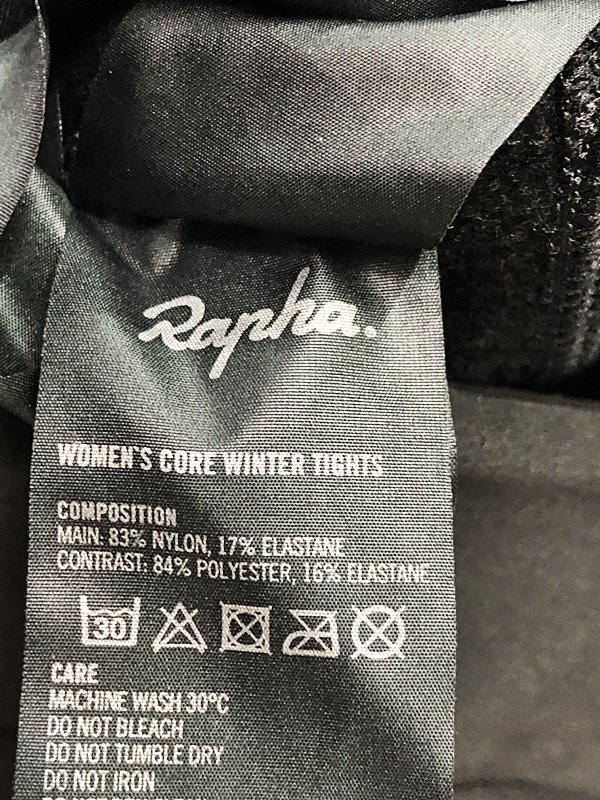 Rapha.
WOMEN'S CORE WINTER TIGHTS
COMPOSITION
MAIN: 83% NYLON, 17% ELASTANE
CONTRAST: 84% POLYESTER, 16% ELASTANE
30
CARE
MACHINE WASH 30°C
DO NOT BLEACH
DO NOT TUMBLE DRY
DO NOT IRON